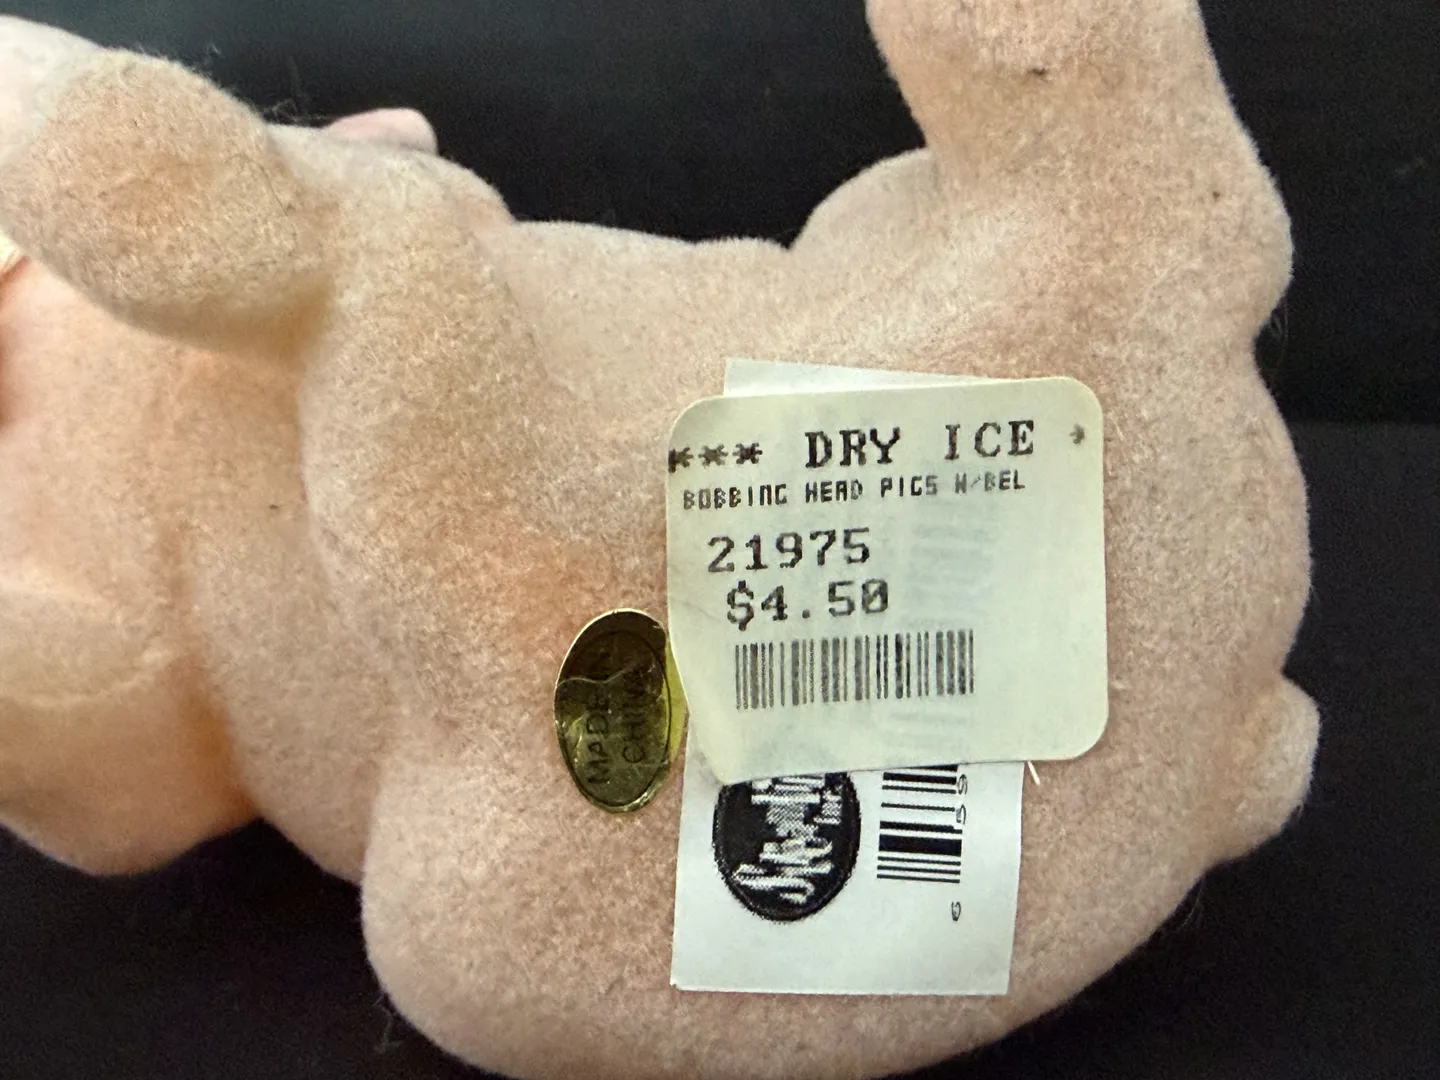 *** DRY ICE *
BOBBING HEAD PIGS W/BEL
21975
$4.50
MADE IN
CHINA